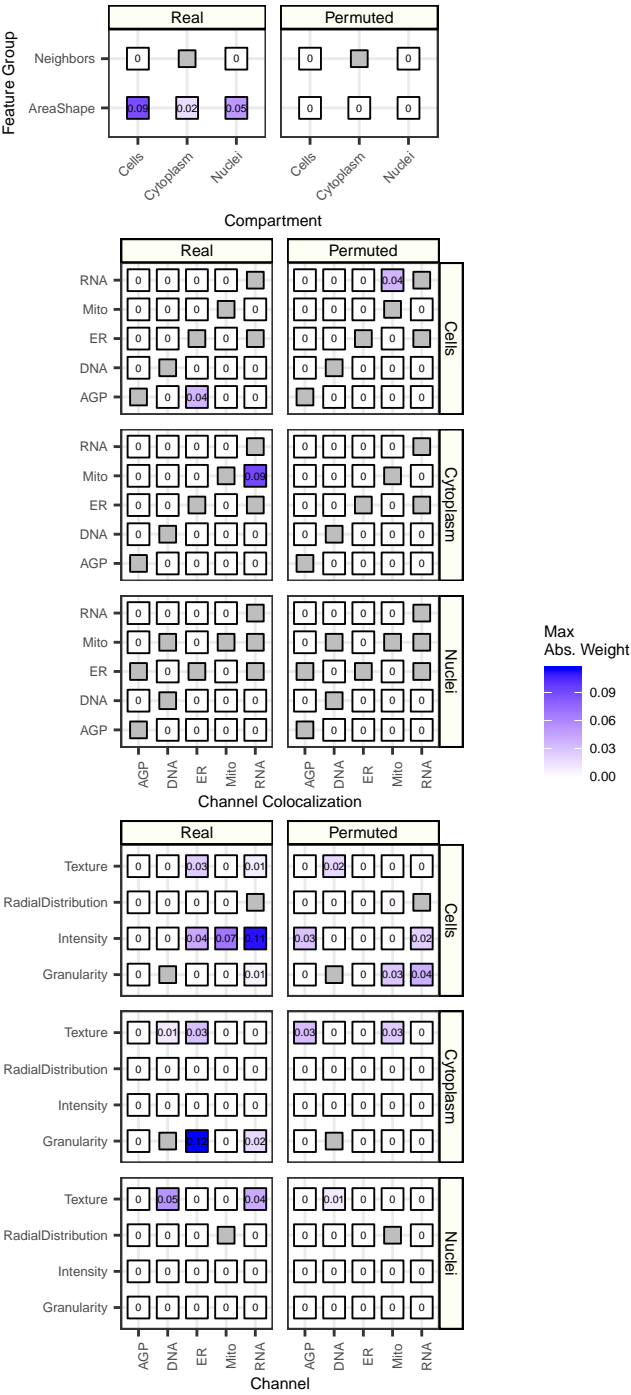 Real Permuted
Feature Group
Neighbors 0 0 0 0
AreaShape 0.09 0.02 0.05 0 0 0
Cells Cytoplasm Nuclei Cells Cytoplasm Nuclei
Compartment
Real Permuted
RNA 0 0 0 0 0 0 0 0.04
Mito 0 0 0 0 0 0 0 0
ER 0 0 0 0 0 0
DNA 0 0 0 0 0 0 0 0
AGP 0 0.04 0 0 0 0 0 0
Cells
RNA 0 0 0 0 0 0 0 0
Mito 0 0 0 0.09 0 0 0 0
ER 0 0 0 0 0 0
DNA 0 0 0 0 0 0 0 0
AGP 0 0 0 0 0 0 0 0
Cytoplasm
RNA 0 0 0 0 0 0 0 0
Mito 0 0 0 0
ER 0 0 0 0
DNA 0 0 0 0 0 0 0 0
AGP 0 0 0 0 0 0 0 0
Nuclei
AGP DNA ER Mito RNA AGP DNA ER Mito RNA
Channel Colocalization
Max
Abs. Weight
0.09
0.06
0.03
0.00
Real Permuted
Texture 0 0 0.03 0 0.01 0 0.02 0 0 0
RadialDistribution 0 0 0 0 0 0 0 0
Intensity 0 0 0.04 0.07 0.11 0.03 0 0 0 0.02
Granularity 0 0 0 0.01 0 0 0.03 0.04
Cells
Texture 0 0.01 0.03 0 0 0.03 0 0 0.03 0
RadialDistribution 0 0 0 0 0 0 0 0 0 0
Intensity 0 0 0 0 0 0 0 0 0 0
Granularity 0 0.12 0 0.02 0 0 0 0
Cytoplasm
Texture 0 0.05 0 0 0.04 0 0.01 0 0 0
RadialDistribution 0 0 0 0 0 0 0 0
Intensity 0 0 0 0 0 0 0 0 0 0
Granularity 0 0 0 0 0 0 0 0 0 0
Nuclei
AGP DNA ER Mito RNA AGP DNA ER Mito RNA
Channel